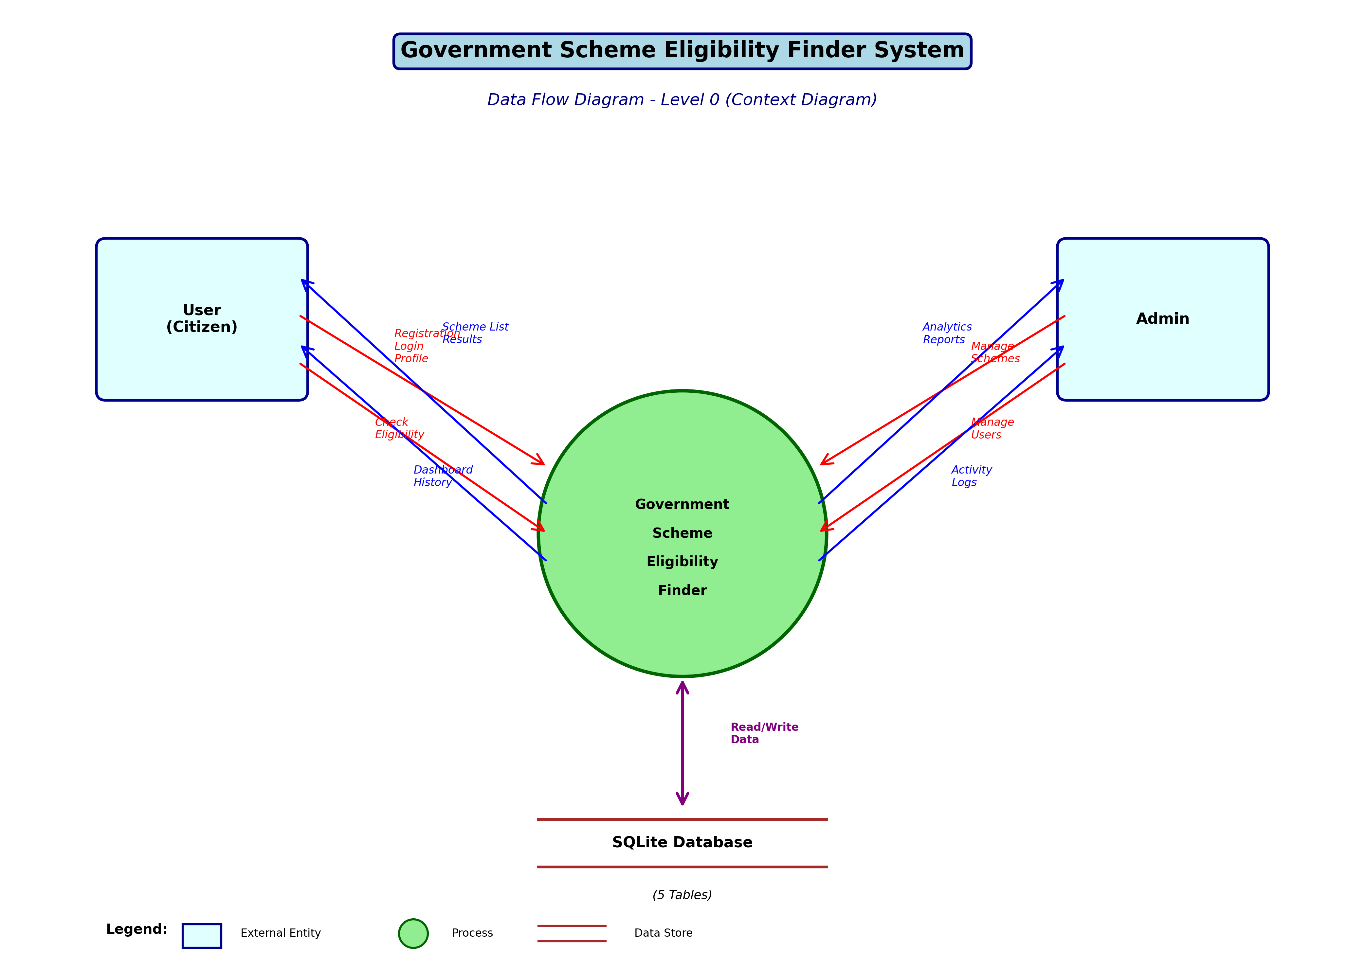 Government Scheme Eligibility Finder System
Data Flow Diagram - Level 0 (Context Diagram)
User
(Citizen)
Registration
Login
Profile
Scheme List
Results
Check
Eligibility
Dashboard
History
Analytics
Reports
Manage
Schemes
Manage
Users
Activity
Logs
Admin
Government
Scheme
Eligibility
Finder
Read/Write
Data
SQLite Database
(5 Tables)
Legend:
External Entity
Process
Data Store